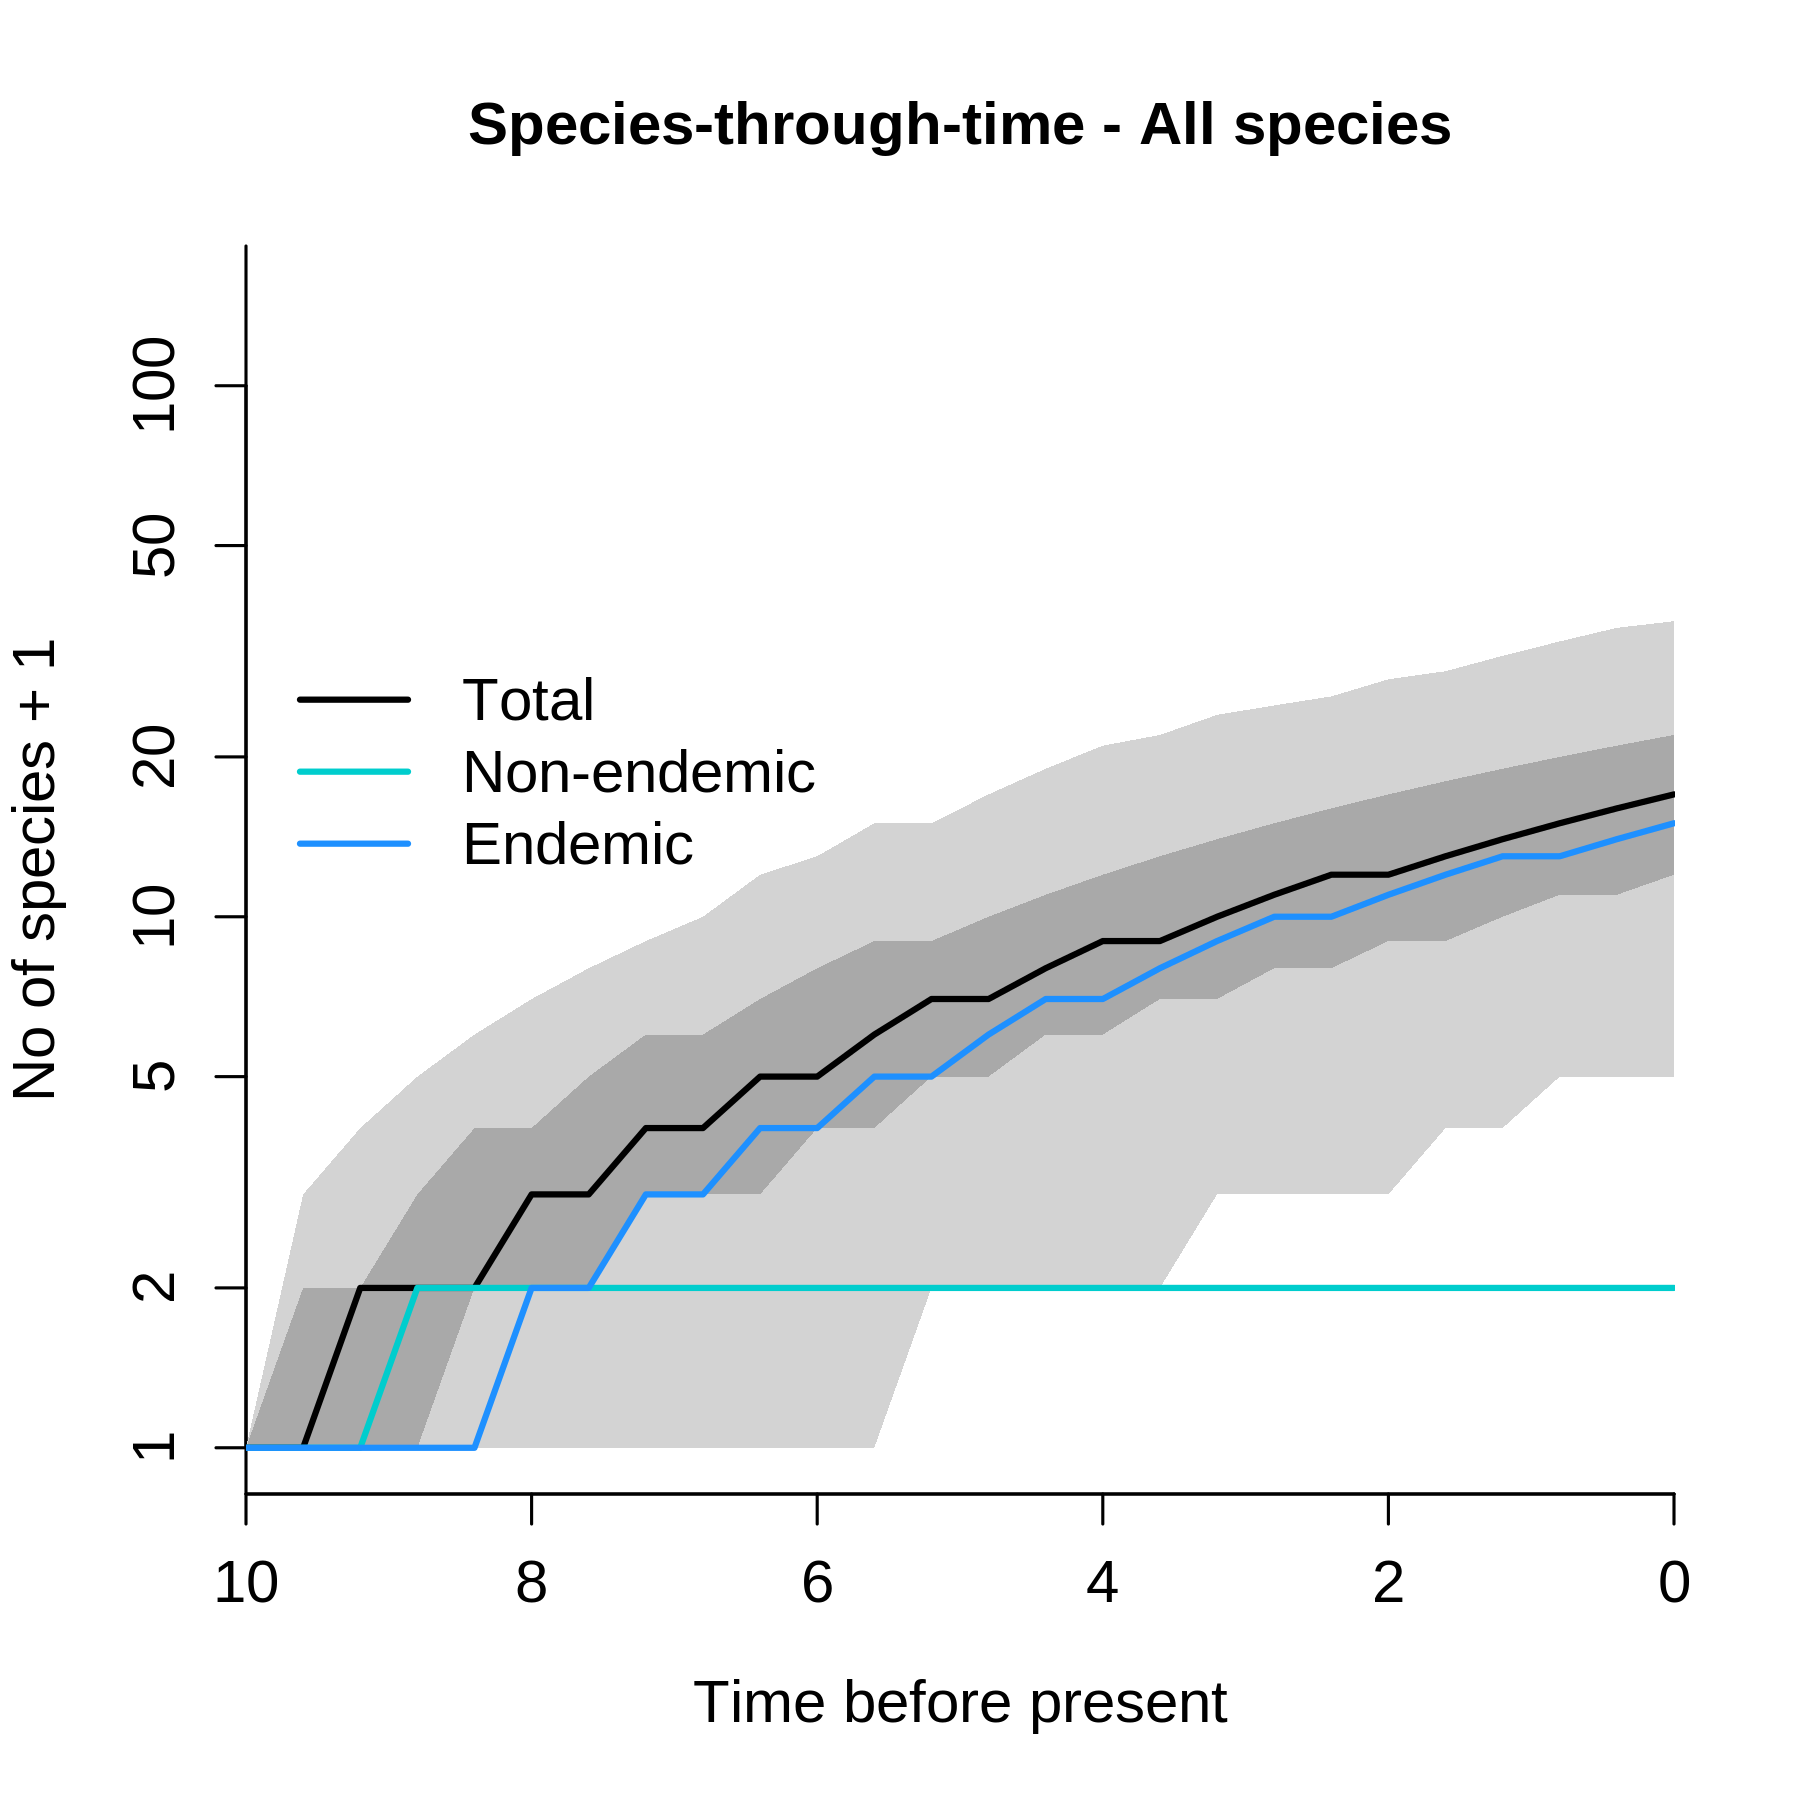 Species-through-time - All species
No of species + 1
100
50
20
10
5
2
1
Total
Non-endemic
Endemic
10 8 6 4 2 0
Time before present